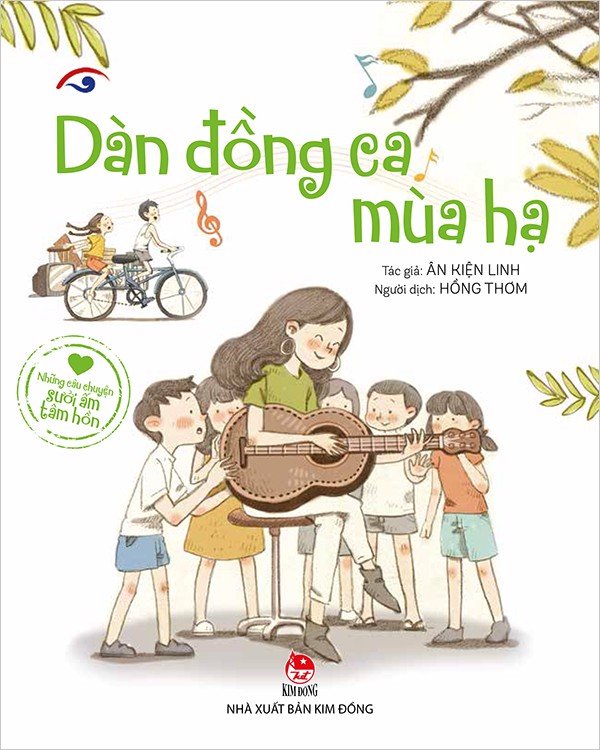 Dàn đồng ca
mùa hạ
Tác giả: ÂN KIỆN LINH
Người dịch: HỒNG THƠM
Những câu chuyện
sưởi ấm
tâm hồn
KIM ĐỒNG
NHÀ XUẤT BẢN KIM ĐỒNG